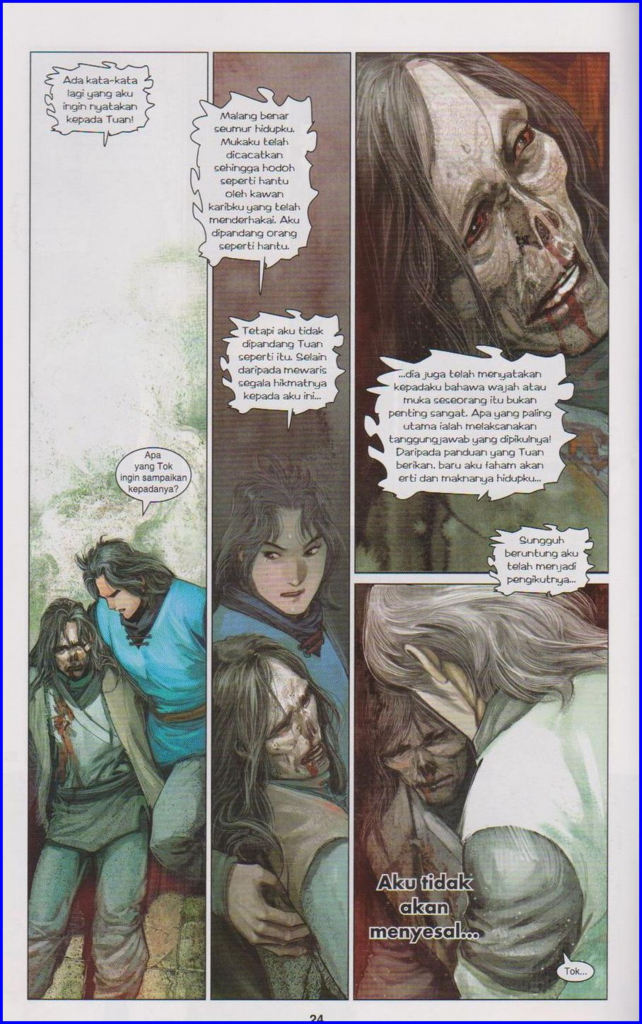 Ada kata-kata
lagi yang aku
ingin nyatakan
kepada Tuan!
Apa
yang Tok
ingin sampaikan
kepadanya?
Malang benar
seumur hidupku.
Mukaku telah
dicacatkan
sehingga hodoh
seperti hantu
oleh kawan
karibku yang telah
menderhakai. Aku
dipandang orang
seperti hantu.
Tetapi aku tidak
dipandang Tuan
seperti itu. Selain
daripada mewaris
segala hikmatnya
kepada aku ini...
...dia juga telah menyatakan
kepadaku bahawa wajah atau
muka seseorang itu bukan
penting sangat. Apa yang paling
utama ialah melaksanakan
tanggungjawab yang dipikulnya!
Daripada panduan yang Tuan
berikan. baru aku faham akan
erti dan maknanya hidupku...
Sungguh
beruntung aku
telah menjadi
pengikutnya...
Aku tidak
akan
menyesal...
Tok...
24